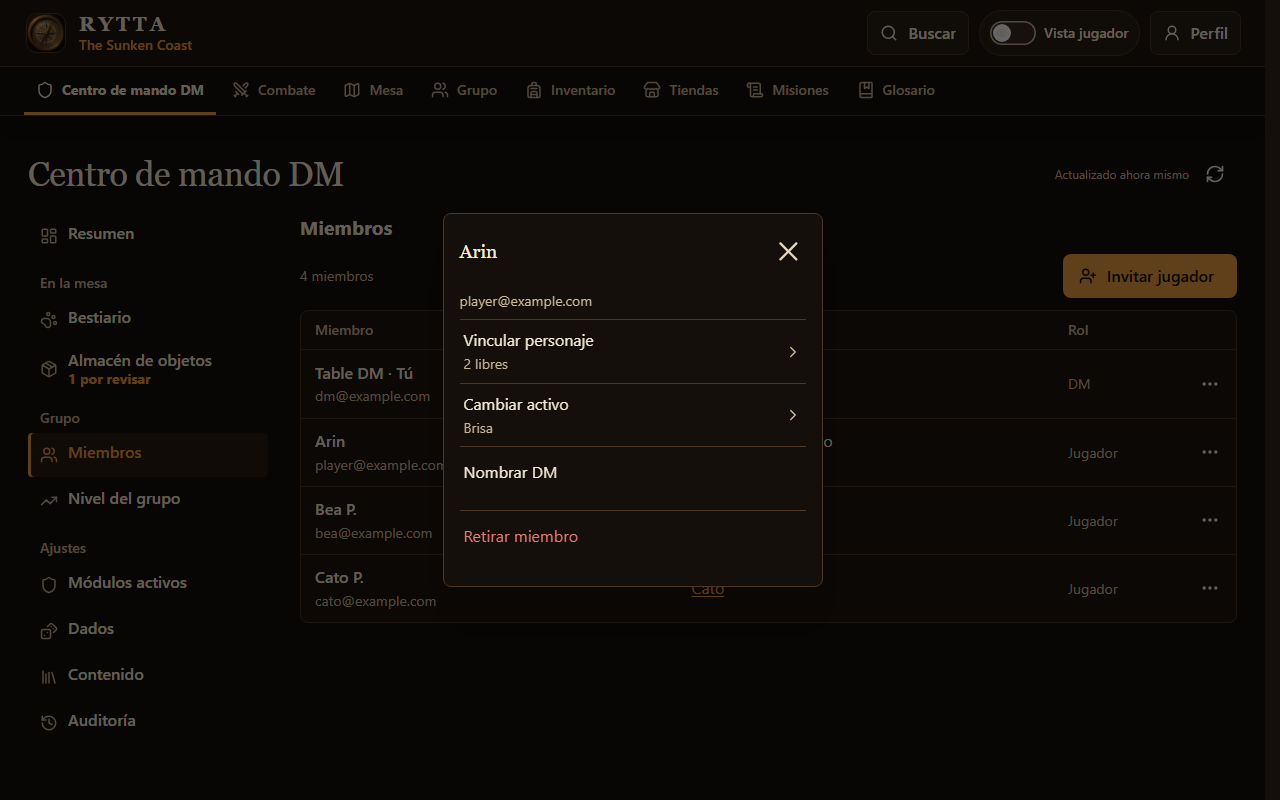 RYTTA
The Sunken Coast
Buscar
Vista jugador
Perfil
Centro de mando DM
Combate
Mesa
Grupo
Inventario
Tiendas
Misiones
Glosario
Centro de mando DM
Actualizado ahora mismo
Resumen
En la mesa
Bestiario
Almacén de objetos
1 por revisar
Grupo
Miembros
Nivel del grupo
Ajustes
Módulos activos
Dados
Contenido
Auditoría
Miembros
4 miembros
Invitar jugador
Miembro
Rol
Table DM · Tú
dm@example.com
DM
Arin
player@example.com
o
Jugador
Bea P.
bea@example.com
Jugador
Cato P.
cato@example.com
Cato
Jugador
Arin
player@example.com
Vincular personaje
2 libres
Cambiar activo
Brisa
Nombrar DM
Retirar miembro